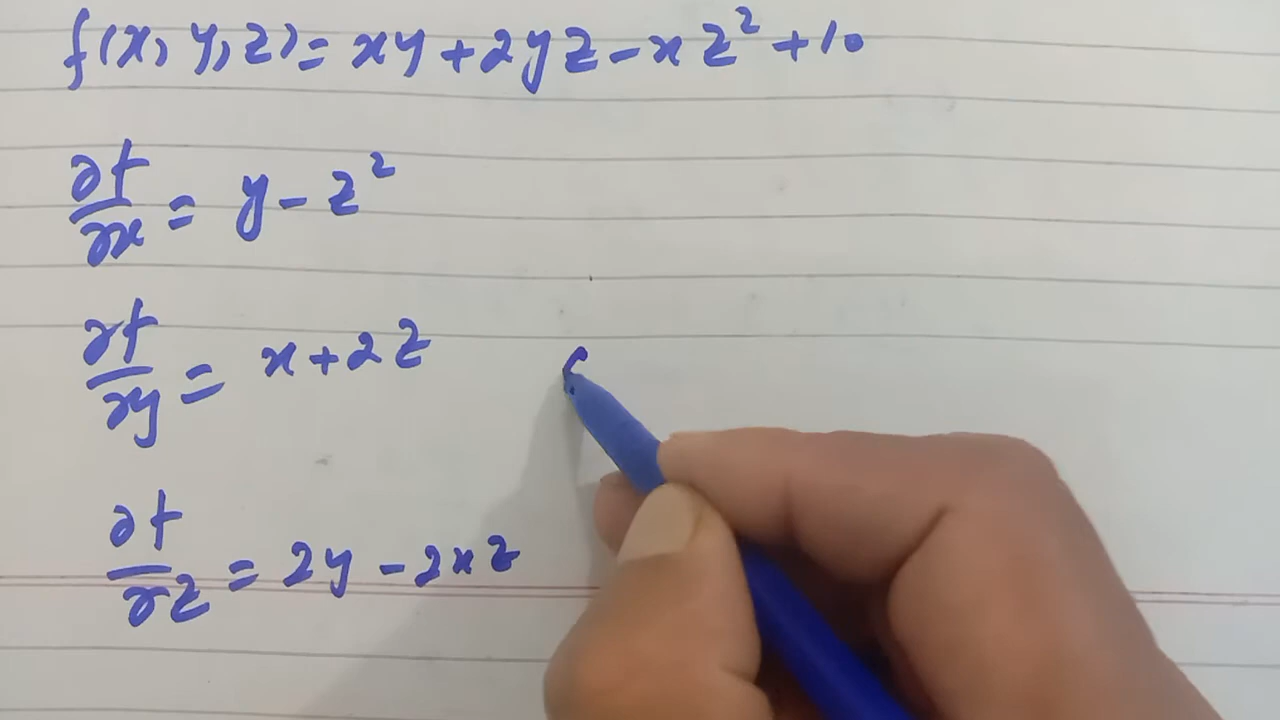 f(x, y, z) = xy + 2yz - xz² + 10
∂f/∂x = y - z²
∂f/∂y = x + 2z
∂f/∂z = 2y - 2xz